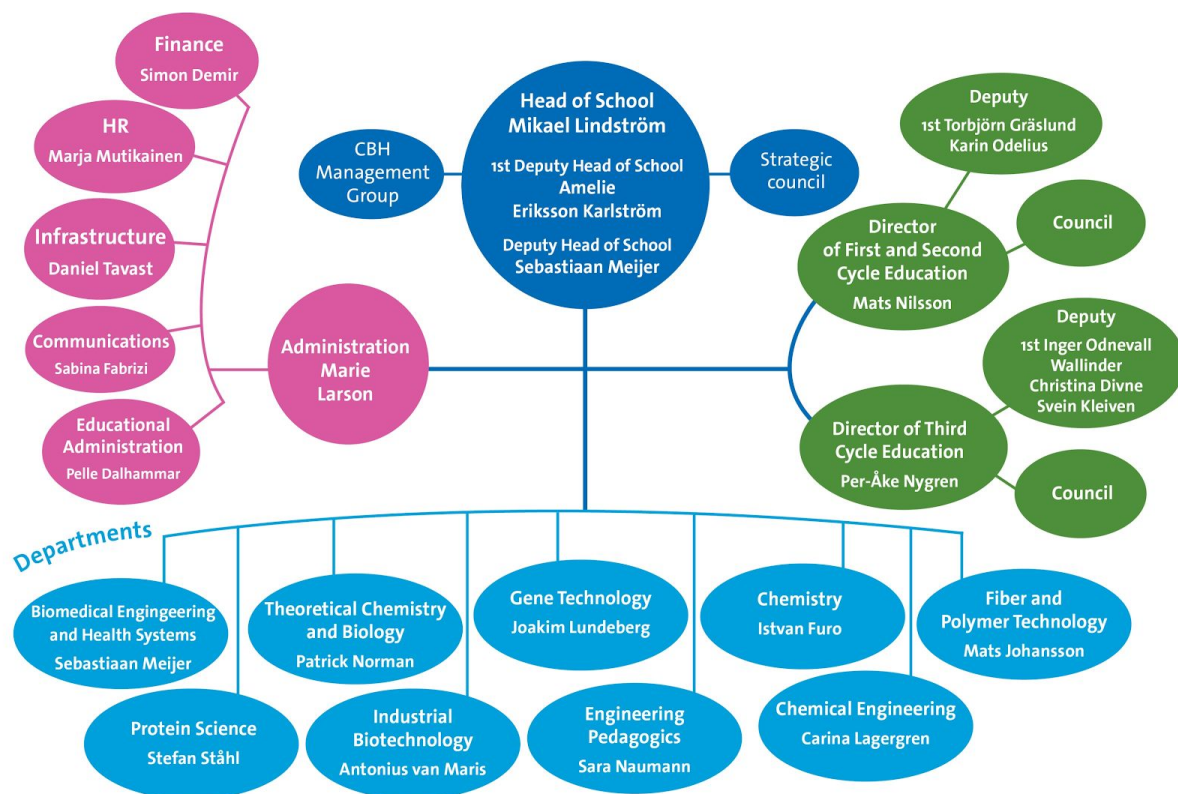 Finance
Simon Demir
HR
Marja Mutikainen
Infrastructure
Daniel Tavast
Communications
Sabina Fabrizi
Educational
Administration
Pelle Dalhammar
Administration
Marie
Larson
CBH
Management
Group
Head of School
Mikael Lindström
1st Deputy Head of School
Amelie
Eriksson Karlström
Deputy Head of School
Sebastiaan Meijer
Strategic
council
Deputy
1st Torbjörn Gräslund
Karin Odelius
Director
of First and Second
Cycle Education
Mats Nilsson
Council
Deputy
1st Inger Odnevall
Wallinder
Christina Divne
Svein Kleiven
Director of Third
Cycle Education
Per-Åke Nygren
Council
Departments
Biomedical Engingeering
and Health Systems
Sebastiaan Meijer
Theoretical Chemistry
and Biology
Patrick Norman
Gene Technology
Joakim Lundeberg
Chemistry
Istvan Furo
Fiber and
Polymer Technology
Mats Johansson
Protein Science
Stefan Ståhl
Industrial
Biotechnology
Antonius van Maris
Engineering
Pedagogics
Sara Naumann
Chemical Engineering
Carina Lagergren